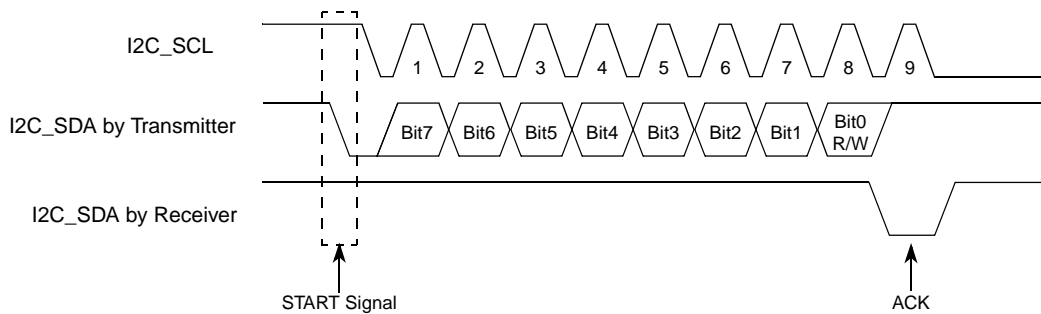 I2C_SCL
1 2 3 4 5 6 7 8 9
I2C_SDA by Transmitter
Bit7 Bit6 Bit5 Bit4 Bit3 Bit2 Bit1 Bit0
R/W
I2C_SDA by Receiver
START Signal
ACK